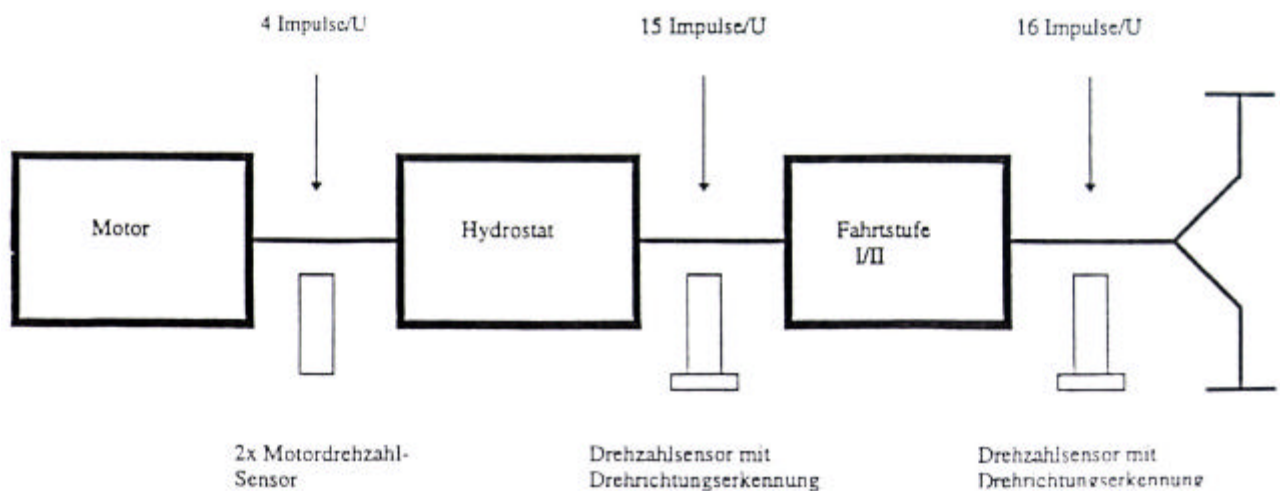 4 Impulse/U
15 Impulse/U
16 Impulse/U
Motor
Hydrostat
Fahrtstufe
I/II
2x Motordrehzahl-
Sensor
Drehzahlsensor mit
Drehrichtungserkennung
Drehzahlsensor mit
Drehrichtungserkennung